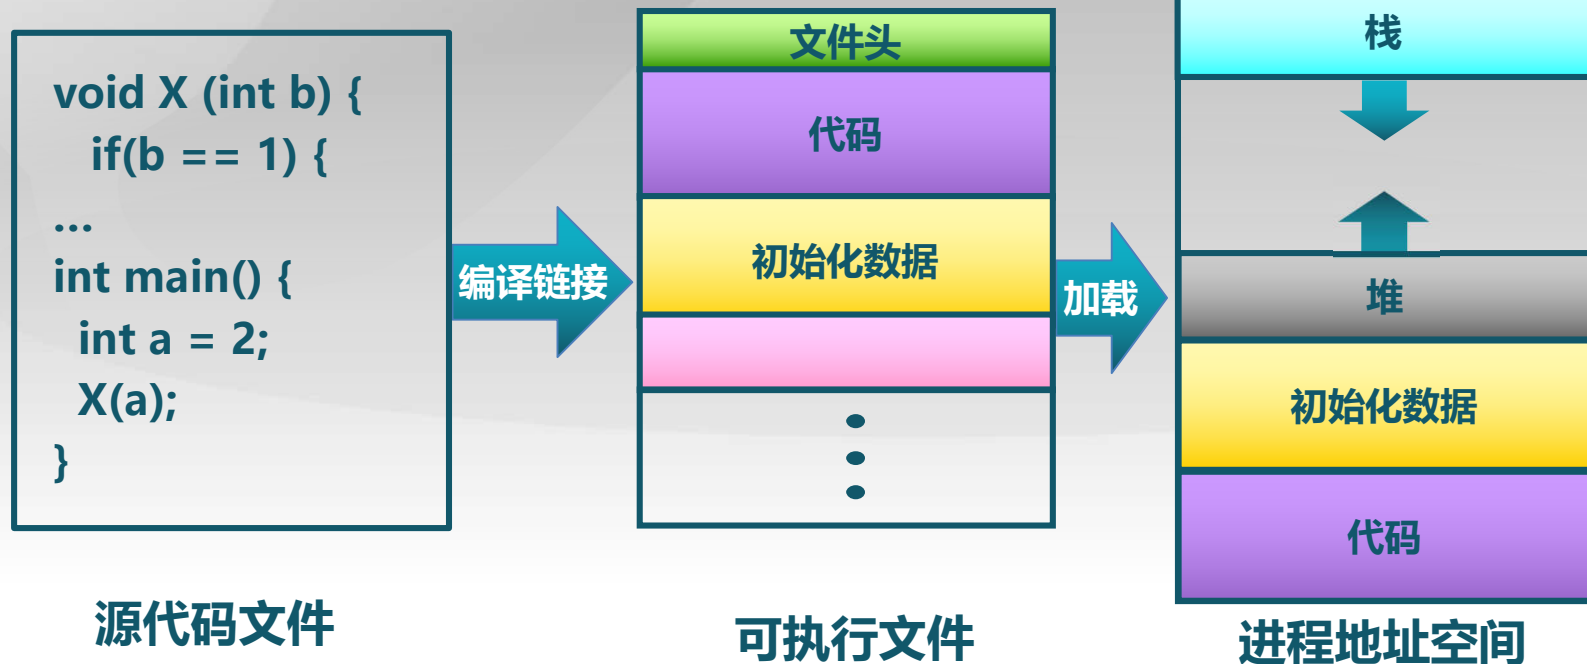 void X (int b) {
if(b == 1) {
...
int main() {
int a = 2;
X(a);
}
源代码文件
编译链接
文件头
代码
初始化数据
可执行文件
加载
栈
堆
初始化数据
代码
进程地址空间